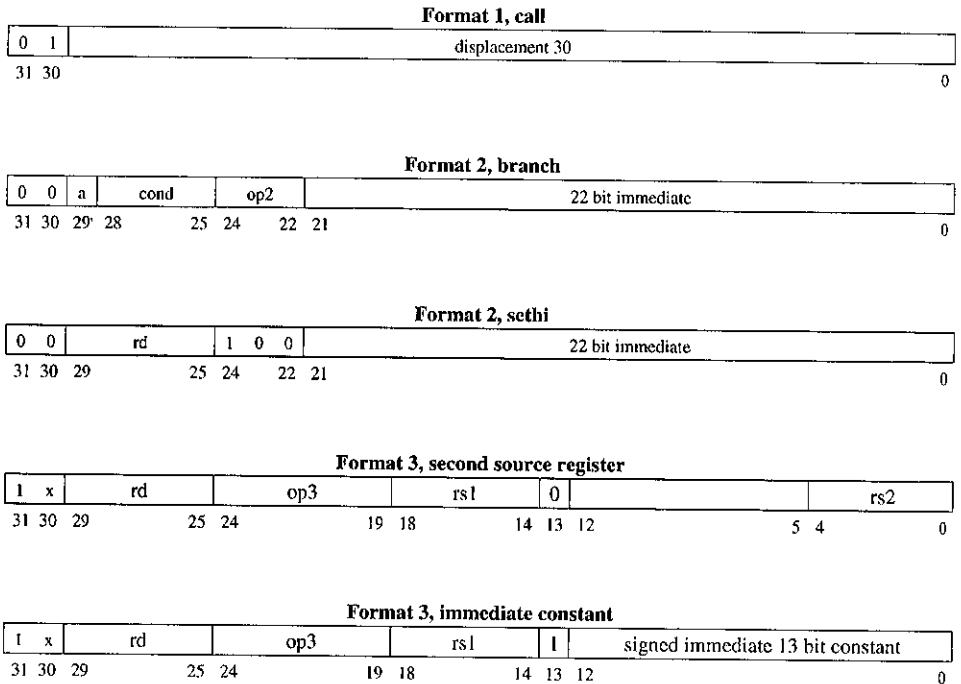 Format 1, call
0 1 displacement 30
31 30 0
Format 2, branch
0 0 a cond op2 22 bit immediate
31 30 29 28 25 24 22 21 0
Format 2, sethi
0 0 rd 1 0 0 22 bit immediate
31 30 29 25 24 22 21 0
Format 3, second source register
1 x rd op3 rs1 0 rs2
31 30 29 25 24 19 18 14 13 12 5 4 0
Format 3, immediate constant
1 x rd op3 rs1 1 signed immediate 13 bit constant
31 30 29 25 24 19 18 14 13 12 0